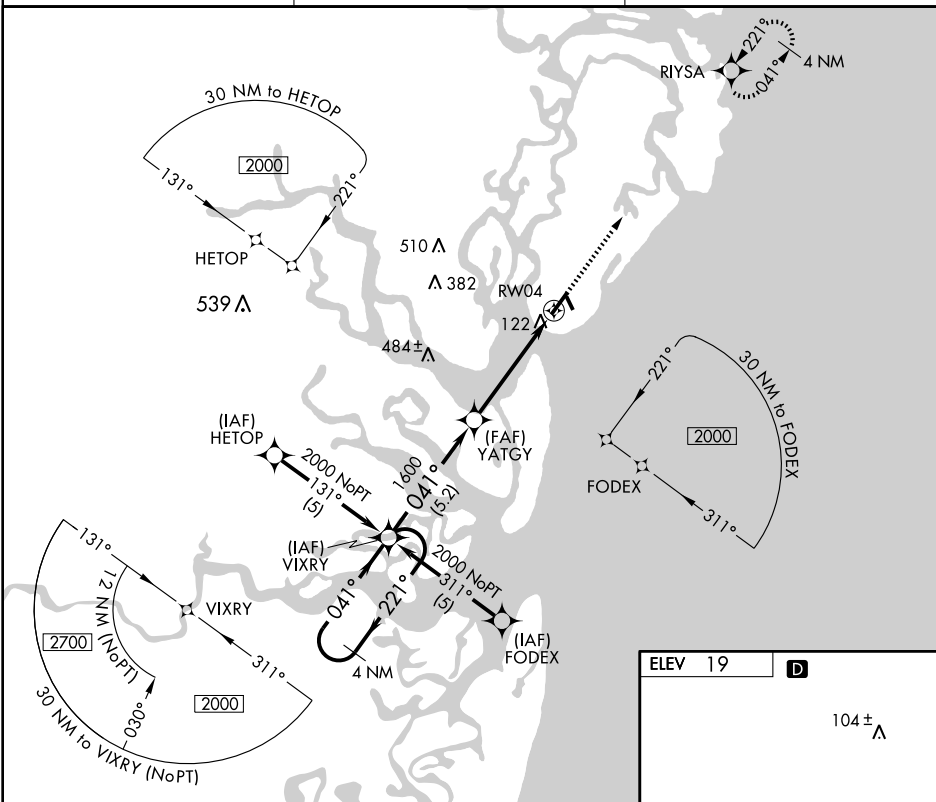 221°
RIYSA
041°
4 NM
30 NM to HETOP
2000
131°
221°
HETOP
510
382
539
RW04
122
484±
(IAF)
HETOP
2000 NoPT
131°
(5)
1600
041°
(5.2)
(FAF)
YATGY
221°
30 NM to FODEX
2000
FODEX
311°
(IAF)
VIXRY
2000 NoPT
311°
(5)
041°
221°
4 NM
(IAF)
FODEX
131°
12 NM (NoPT)
VIXRY
2700
311°
2000
030°
30 NM to VIXRY (NoPT)
ELEV 19
D
104±